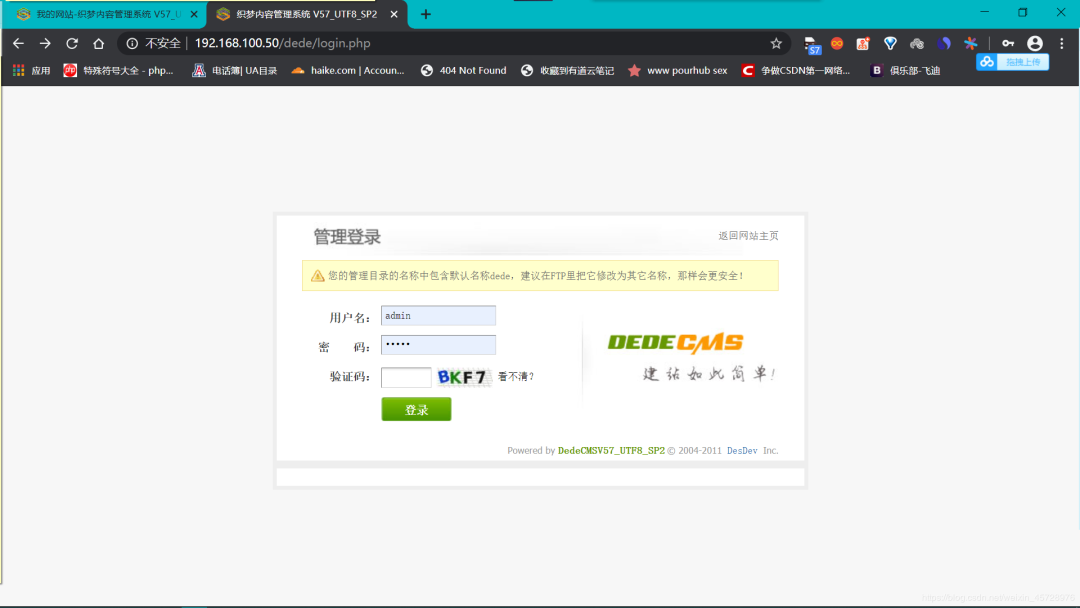 我的网站-织梦内容管理系统 V57_U
织梦内容管理系统 V57_UTF8_SP2
不安全 | 192.168.100.50/dede/login.php
57
应用
php
特殊符号大全 - php...
电话簿| UA目录
haike.com | Accoun...
404 Not Found
收藏到有道云笔记
www pourhub sex
C
争做CSDN第一网络...
B
俱乐部-飞迪
拖拽上传
管理登录
返回网站主页
您的管理目录的名称中包含默认名称dede，建议在FTP里把它修改为其它名称，那样会更安全！
用户名：
admin
密 码：
•••••
验证码：
BKF7
看不清?
登录
DEDECMS
建站如此简单!
Powered by DedeCMSV57_UTF8_SP2 © 2004-2011 DesDev Inc.